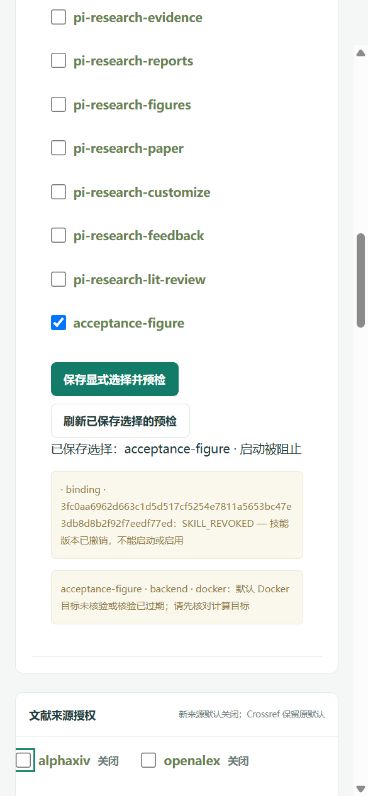 pi-research-evidence
pi-research-reports
pi-research-figures
pi-research-paper
pi-research-customize
pi-research-feedback
pi-research-lit-review
acceptance-figure
保存显式选择并预检
刷新已保存选择的预检
已保存选择：acceptance-figure · 启动被阻止
· binding ·
3fc0aa6962d663c1d5d517cf5254e7811a5653bc47e
3db8d8b2f92f7eedf77ed：SKILL_REVOKED — 技能
版本已撤销，不能启动或启用
acceptance-figure · backend · docker：默认 Docker
目标未核验或核验已过期；请先核对计算目标
文献来源授权
新来源默认关闭；Crossref 保留原默认
alphaxiv 关闭
openalex 关闭